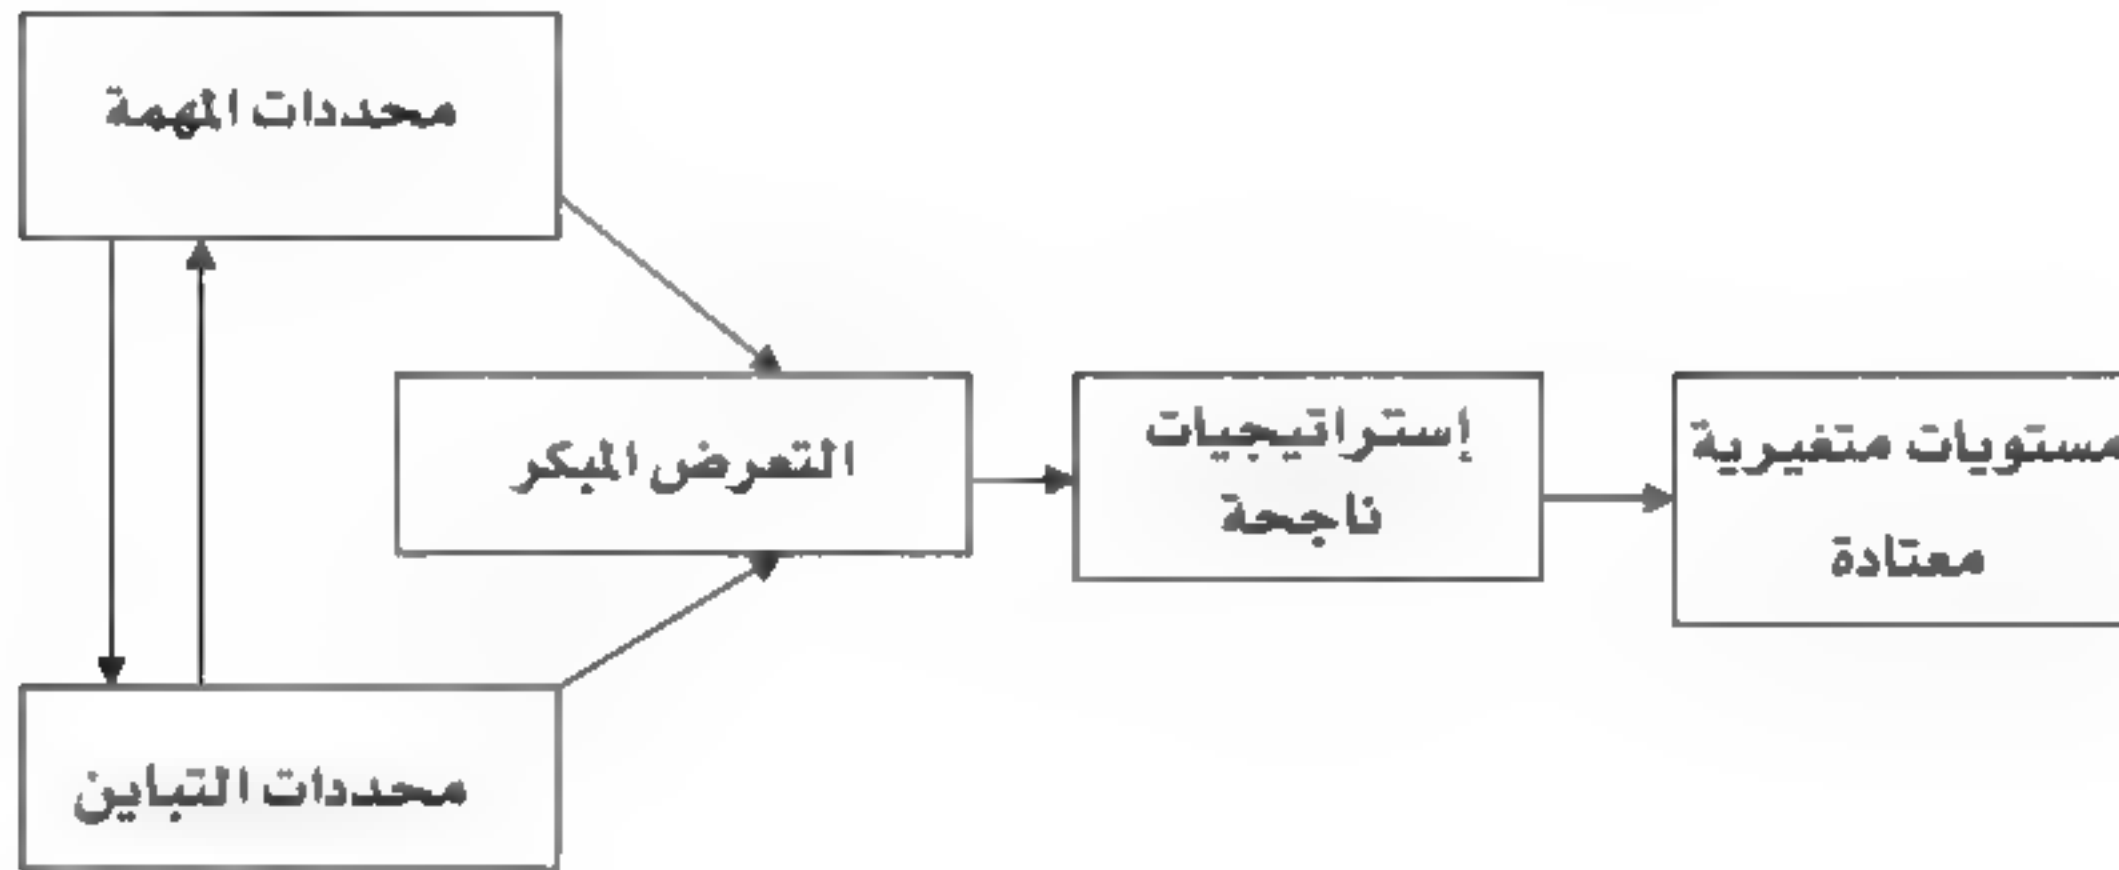 محددات المهمة
التعرض المبكر
إستراتيجيات
ناجحة
مستويات متغيرية
معتادة
محددات التباين